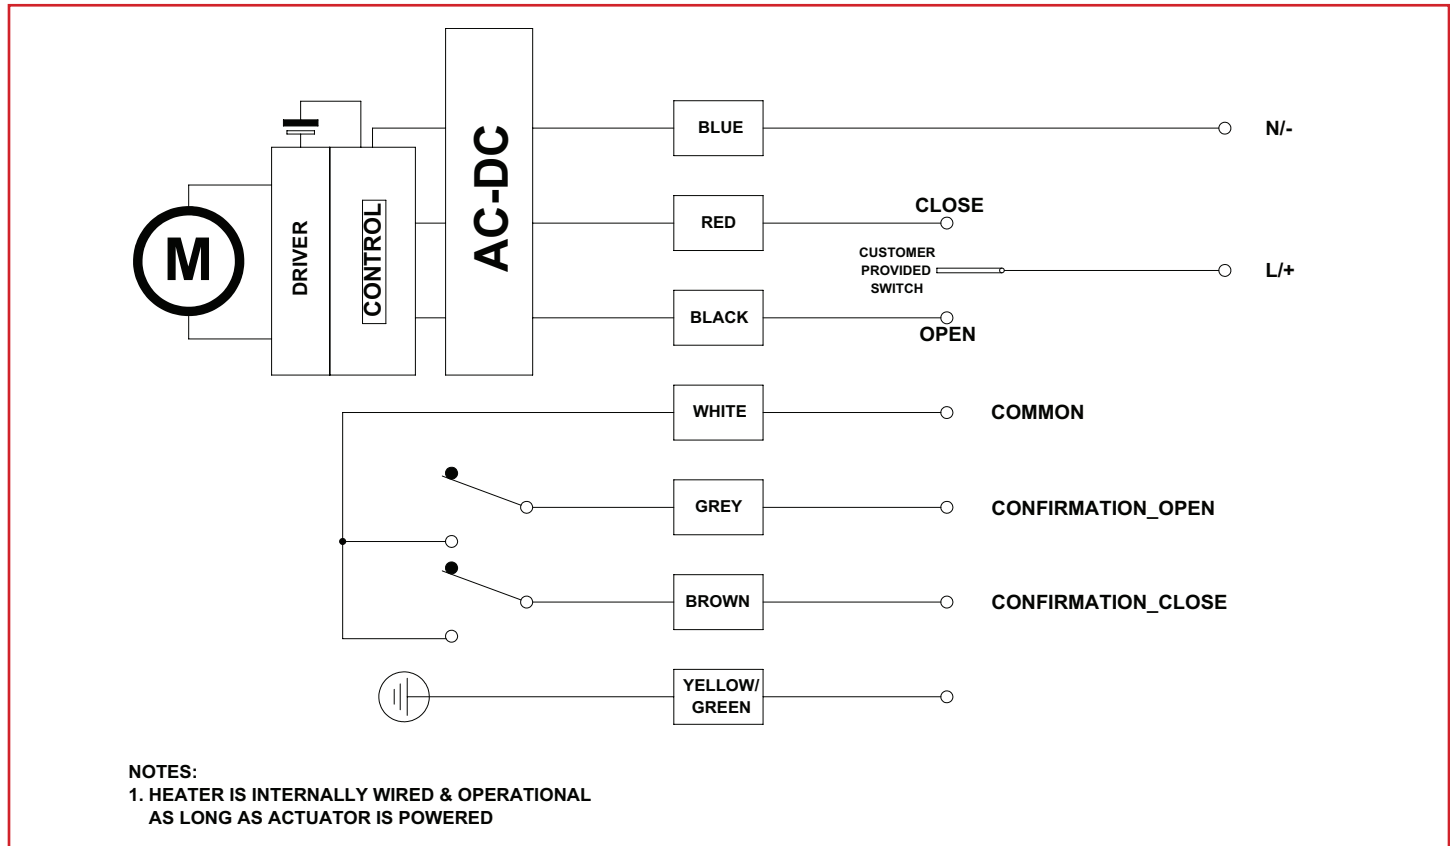 M
DRIVER
CONTROL
AC-DC
BLUE
N/-
RED
CLOSE
CUSTOMER
PROVIDED
SWITCH
L/+
BLACK
OPEN
WHITE
COMMON
GREY
CONFIRMATION_OPEN
BROWN
CONFIRMATION_CLOSE
YELLOW/
GREEN
NOTES:
1. HEATER IS INTERNALLY WIRED & OPERATIONAL
AS LONG AS ACTUATOR IS POWERED